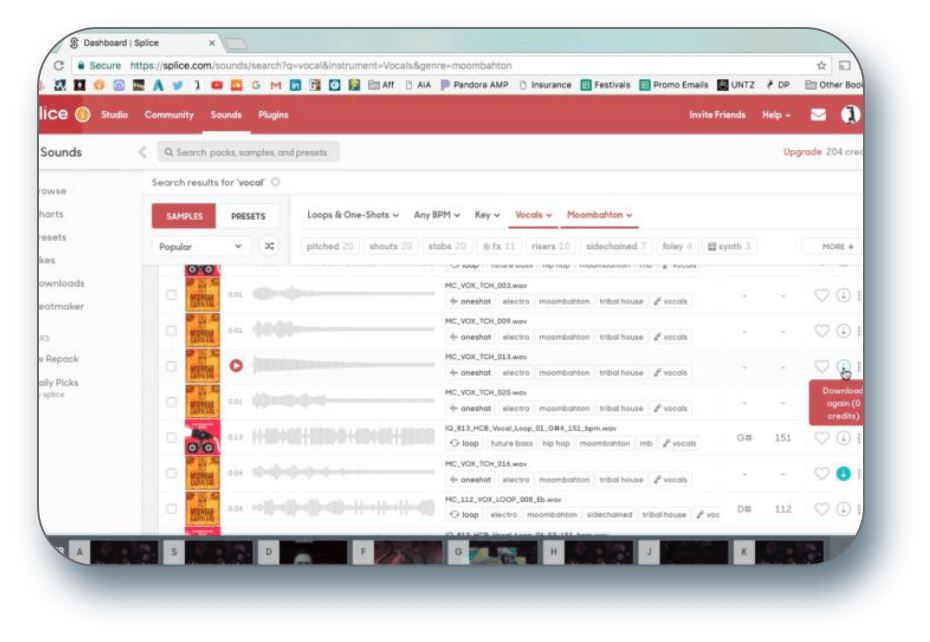 Dashboard | Splice ×
Secure https://splice.com/sounds/search?q=vocal&instrument=Vocals&genre=moombahton
Aff AiA Pandora AMP Insurance Festivals Promo Emails UNTZ DP Other Boo
lice Studio Community Sounds Plugins Invite Friends Help
Sounds Search packs, samples, and presets Upgrade 204 cre
Search results for 'vocal'
rowse
harts
SAMPLES PRESETS Loops & One-Shots Any BPM Key Vocals Moombahton
resets
Popular pitched 20 shouts 20 stabs 20 fx 11 risers 10 sidechained 7 foley 4 synth 3 MORE
kes
loop future bass hip hop moombahton rnb vocals
ownloads
MC_VOX_TCH_003.wav
0:01
oneshot electro moombahton tribal house vocals - -
eatmaker
MC_VOX_TCH_009.wav
0:01
oneshot electro moombahton tribal house vocals - -
w Repack
MC_VOX_TCH_013.wav
oneshot electro moombahton tribal house vocals - -
aily Picks
splice
Download again (0 credits)
MC_VOX_TCH_020.wav
0:01
oneshot electro moombahton tribal house vocals - -
IQ_813_HCB_Vocal_Loop_01_G#4_151_bpm.wav
0:13
loop future bass hip hop moombahton rnb vocals G# 151
MC_VOX_TCH_016.wav
0:04
oneshot electro moombahton tribal house vocals - -
MC_112_VOX_LOOP_008_Eb.wav
0:04
loop electro moombahton sidechained tribal house voc D# 112
A S D F G H J K